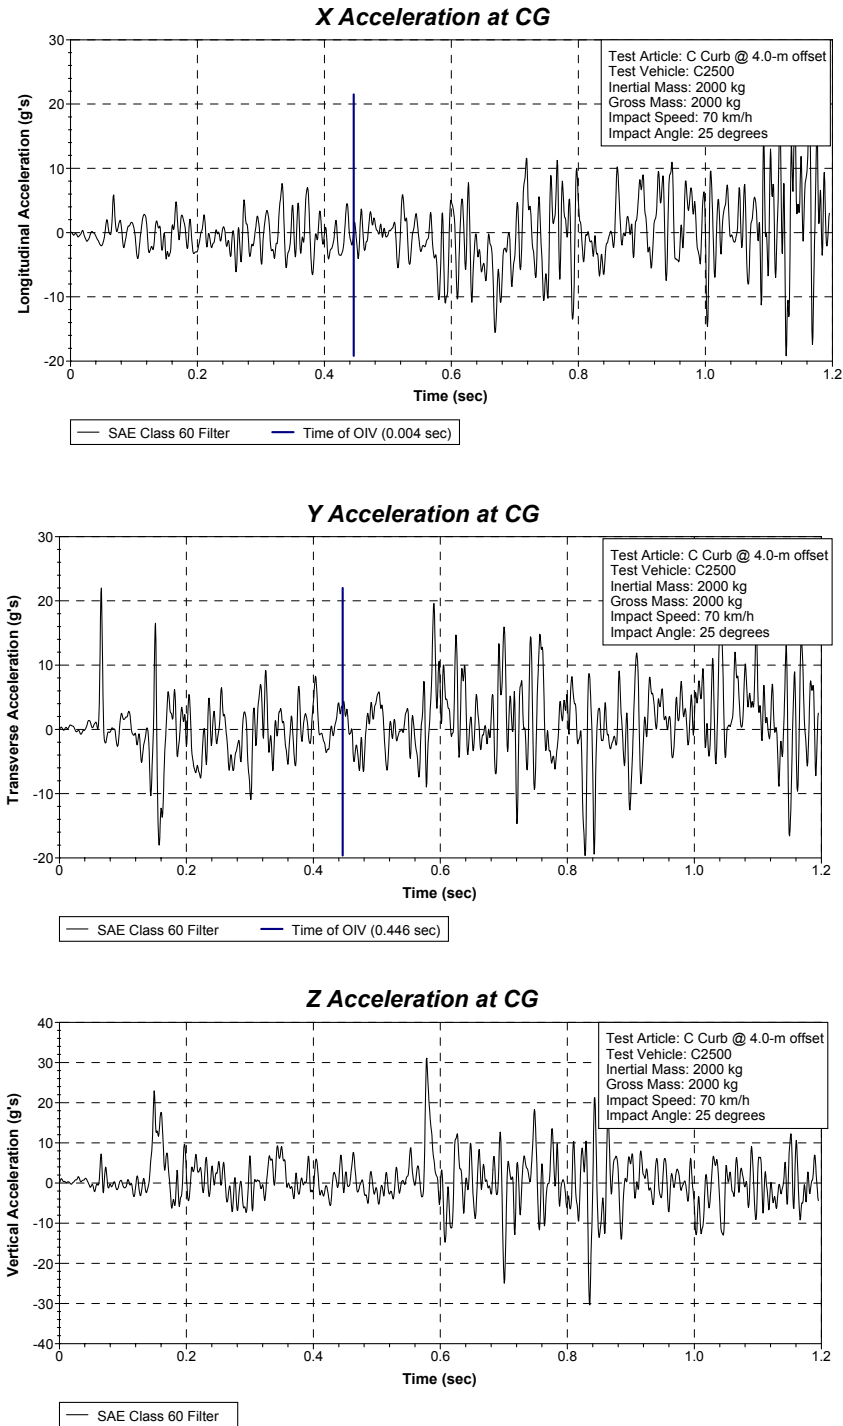 X Acceleration at CG
30
20
10
0
-10
-20
Longitudinal Acceleration (g's)
Test Article: C Curb @ 4.0-m offset
Test Vehicle: C2500
Inertial Mass: 2000 kg
Gross Mass: 2000 kg
Impact Speed: 70 km/h
Impact Angle: 25 degrees
0 0.2 0.4 0.6 0.8 1.0 1.2
Time (sec)
SAE Class 60 Filter Time of OIV (0.004 sec)
Y Acceleration at CG
30
20
10
0
-10
-20
Transverse Acceleration (g's)
Test Article: C Curb @ 4.0-m offset
Test Vehicle: C2500
Inertial Mass: 2000 kg
Gross Mass: 2000 kg
Impact Speed: 70 km/h
Impact Angle: 25 degrees
0 0.2 0.4 0.6 0.8 1.0 1.2
Time (sec)
SAE Class 60 Filter Time of OIV (0.446 sec)
Z Acceleration at CG
40
30
20
10
0
-10
-20
-30
-40
Vertical Acceleration (g's)
Test Article: C Curb @ 4.0-m offset
Test Vehicle: C2500
Inertial Mass: 2000 kg
Gross Mass: 2000 kg
Impact Speed: 70 km/h
Impact Angle: 25 degrees
0 0.2 0.4 0.6 0.8 1.0 1.2
Time (sec)
SAE Class 60 Filter